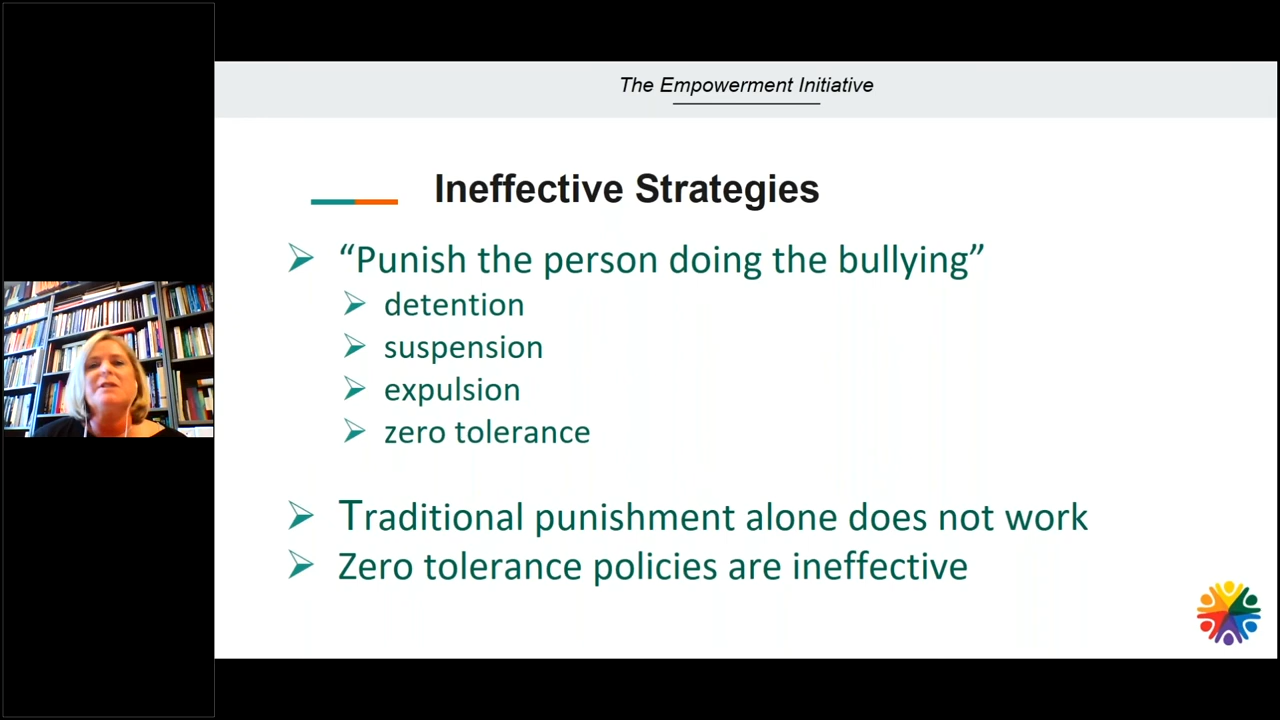 The Empowerment Initiative
Ineffective Strategies
“Punish the person doing the bullying”
detention
suspension
expulsion
zero tolerance
Traditional punishment alone does not work
Zero tolerance policies are ineffective